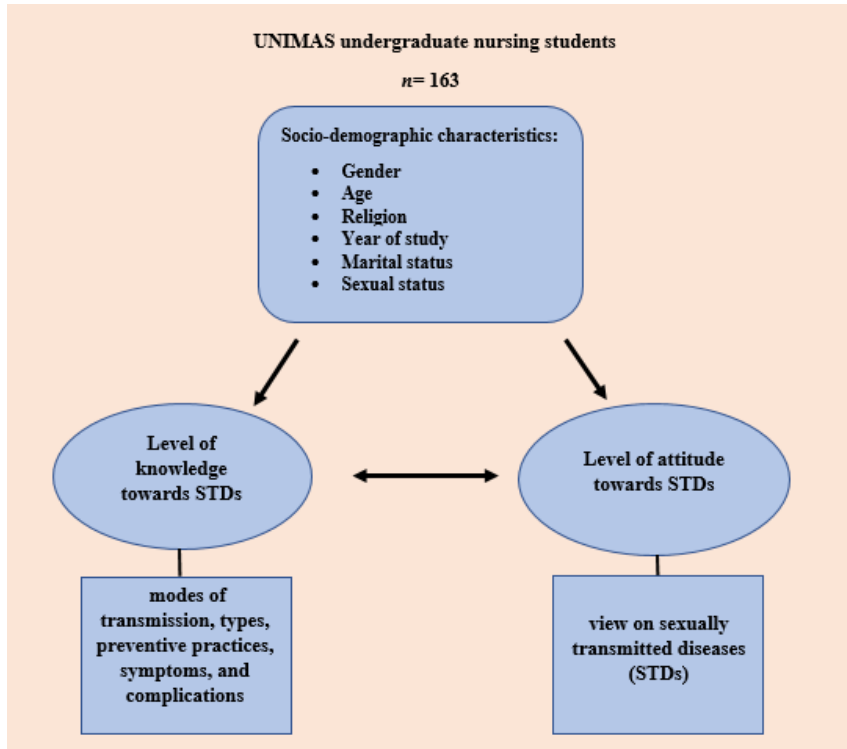 UNIMAS undergraduate nursing students
n= 163
Socio-demographic characteristics:
• Gender
• Age
• Religion
• Year of study
• Marital status
• Sexual status
Level of
knowledge
towards STDs
Level of attitude
towards STDs
modes of
transmission, types,
preventive practices,
symptoms, and
complications
view on sexually
transmitted diseases
(STDs)